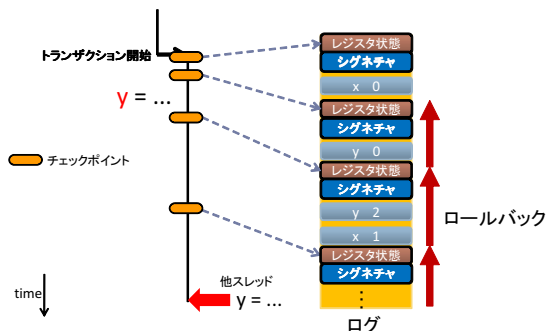 トランザクション開始
y = ...
チェックポイント
time
他スレッド
y = ...
レジスタ状態
シグネチャ
x 0
レジスタ状態
シグネチャ
y 0
レジスタ状態
シグネチャ
y 2
x 1
レジスタ状態
シグネチャ
⋮
ログ
ロールバック